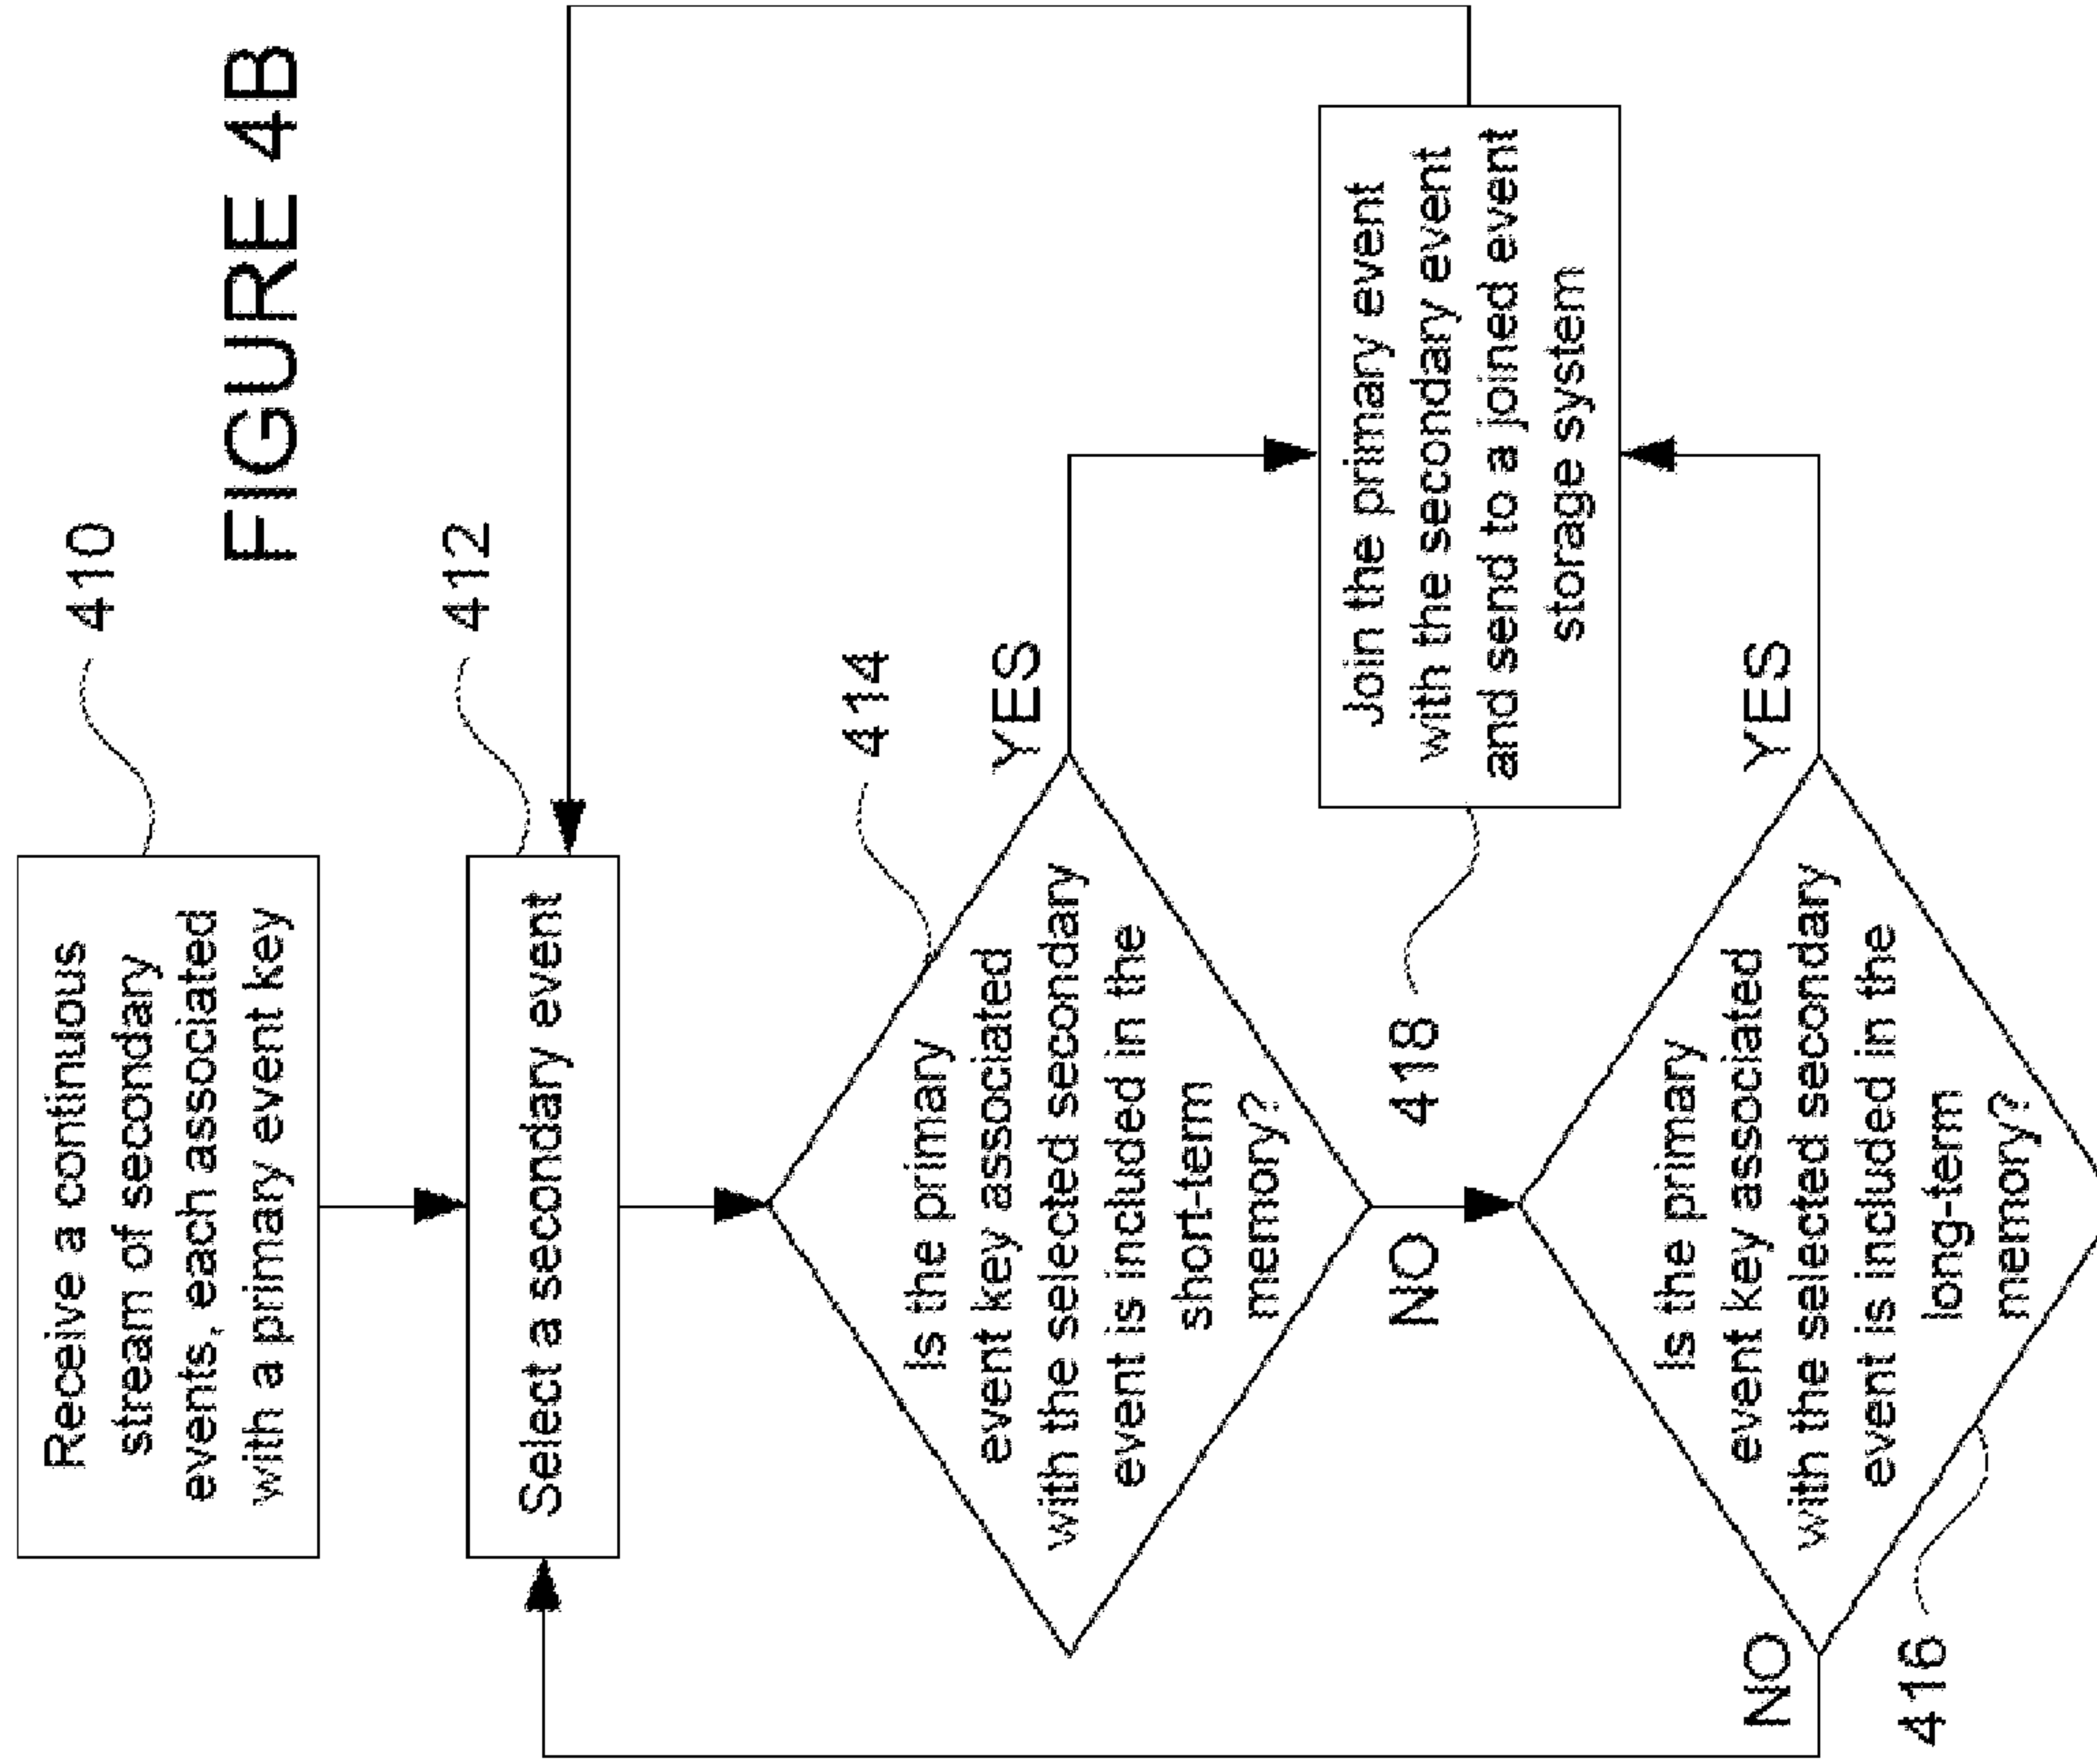 FIGURE 4B
410
Receive a continuous
stream of secondary
events, each associated
with a primary event key
412
Select a secondary event
414
Is the primary
event key associated
with the selected secondary
event is included in the
short-term
memory?
YES
NO
418
Join the primary event
with the secondary event
and send to a joined event
storage system
Is the primary
event key associated
with the selected secondary
event is included in the
long-term
memory?
YES
NO
416